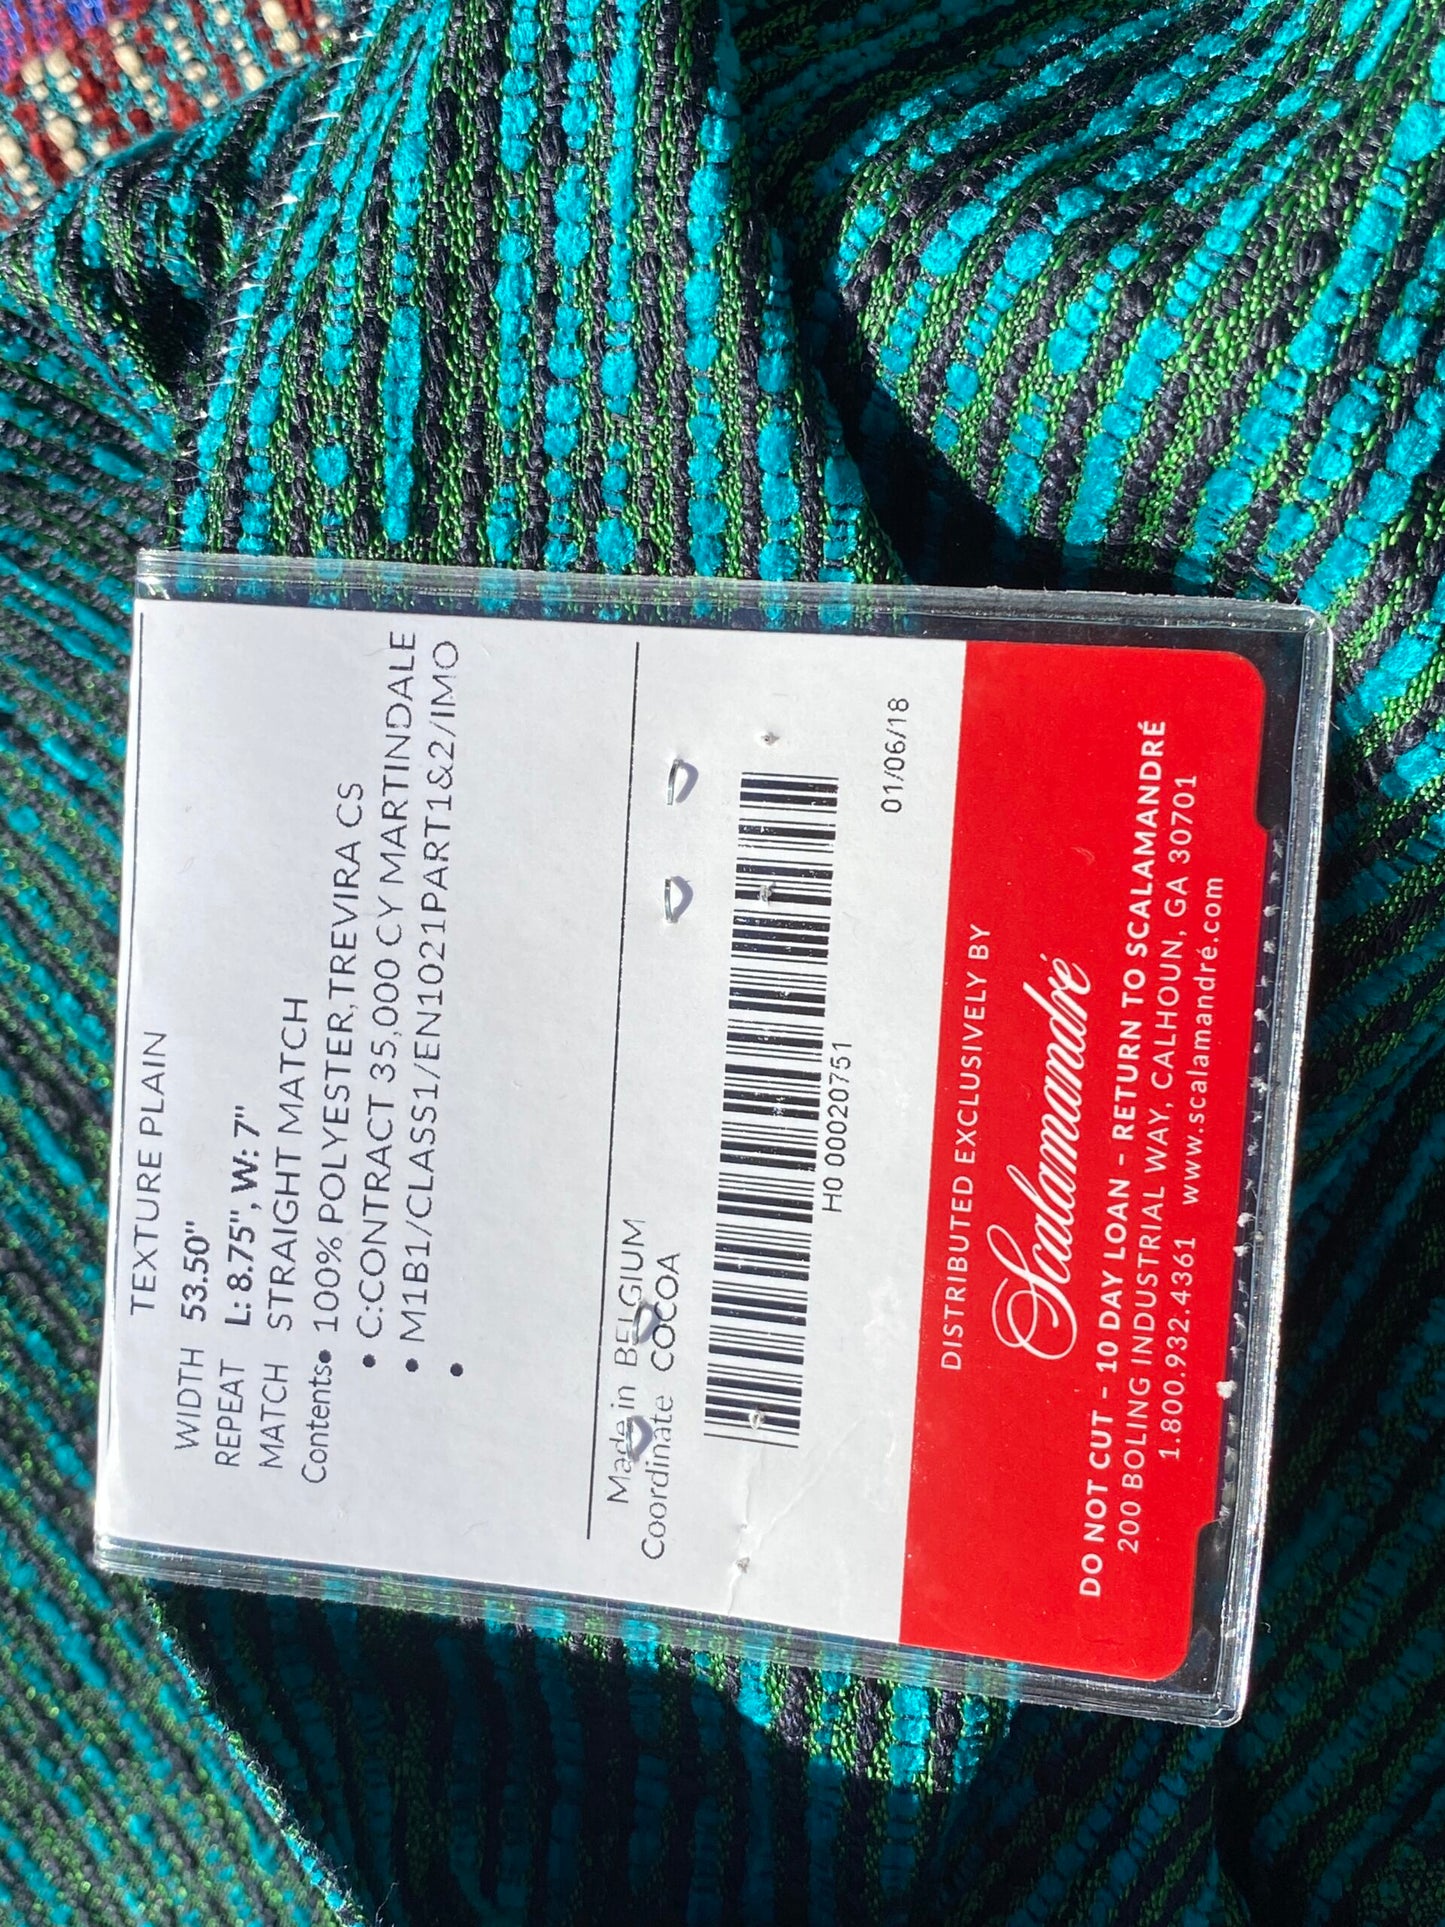 TEXTURE PLAIN
WIDTH 53.50"
REPEAT L: 8.75", W: 7"
MATCH STRAIGHT MATCH
Contents• 100% POLYESTER,TREVIRA CS
• C:CONTRACT 35,000 CY MARTINDALE
• M1B1/CLASS1/EN1021PART1&2/IMO
•
Made in BELGIUM
Coordinate COCOA
H0 00020751
01/06/18
DISTRIBUTED EXCLUSIVELY BY
Scalamandré
DO NOT CUT – 10 DAY LOAN - RETURN TO SCALAMANDRÉ
200 BOLING INDUSTRIAL WAY, CALHOUN, GA 30701
1.800.932.4361 www.scalamandré.com